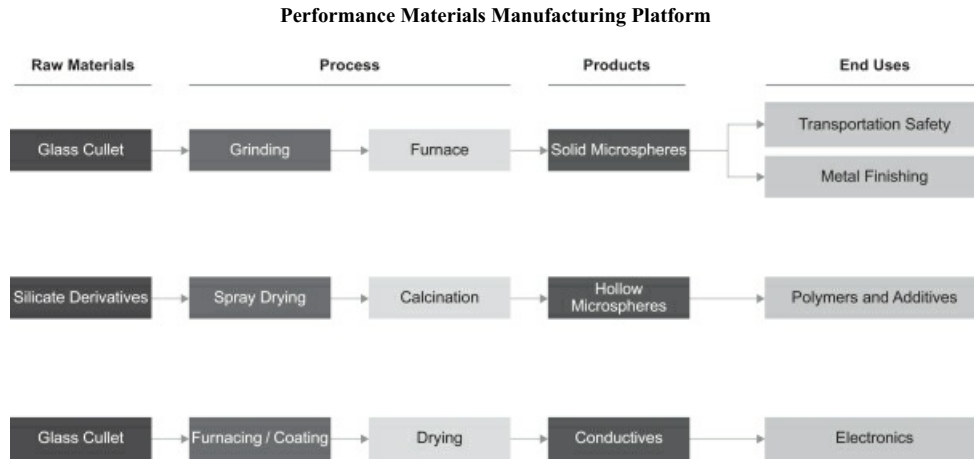 Performance Materials Manufacturing Platform
Raw Materials
Process
Products
End Uses
Glass Cullet
Grinding
Furnace
Solid Microspheres
Transportation Safety
Metal Finishing
Silicate Derivatives
Spray Drying
Calcination
Hollow
Microspheres
Polymers and Additives
Glass Cullet
Furnacing / Coating
Drying
Conductives
Electronics